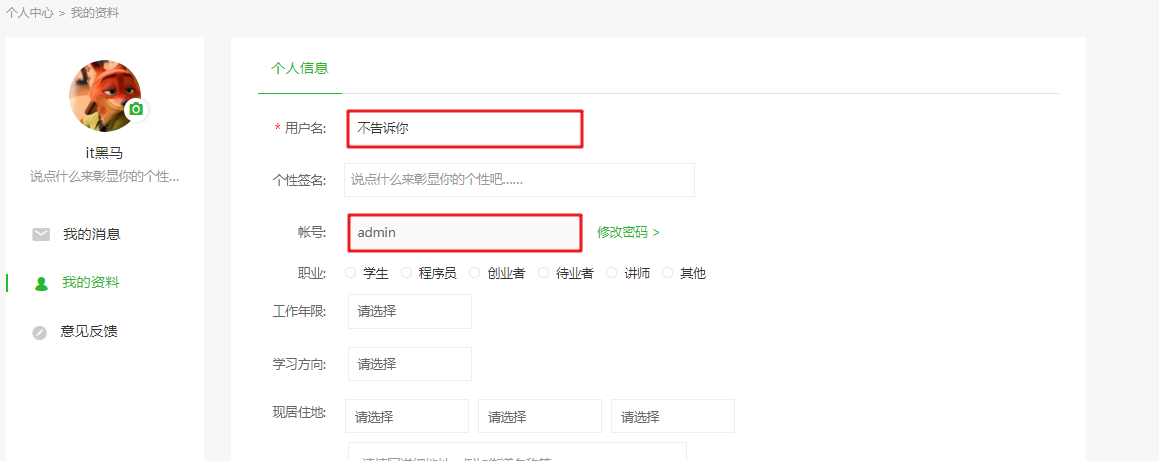 个人中心 > 我的资料
it黑马
说点什么来彰显你的个性...
我的消息
我的资料
意见反馈
个人信息
* 用户名: 不告诉你
个性签名: 说点什么来彰显你的个性吧......
帐号: admin 修改密码 >
职业: 学生 程序员 创业者 待业者 讲师 其他
工作年限: 请选择
学习方向: 请选择
现居住地: 请选择 请选择 请选择